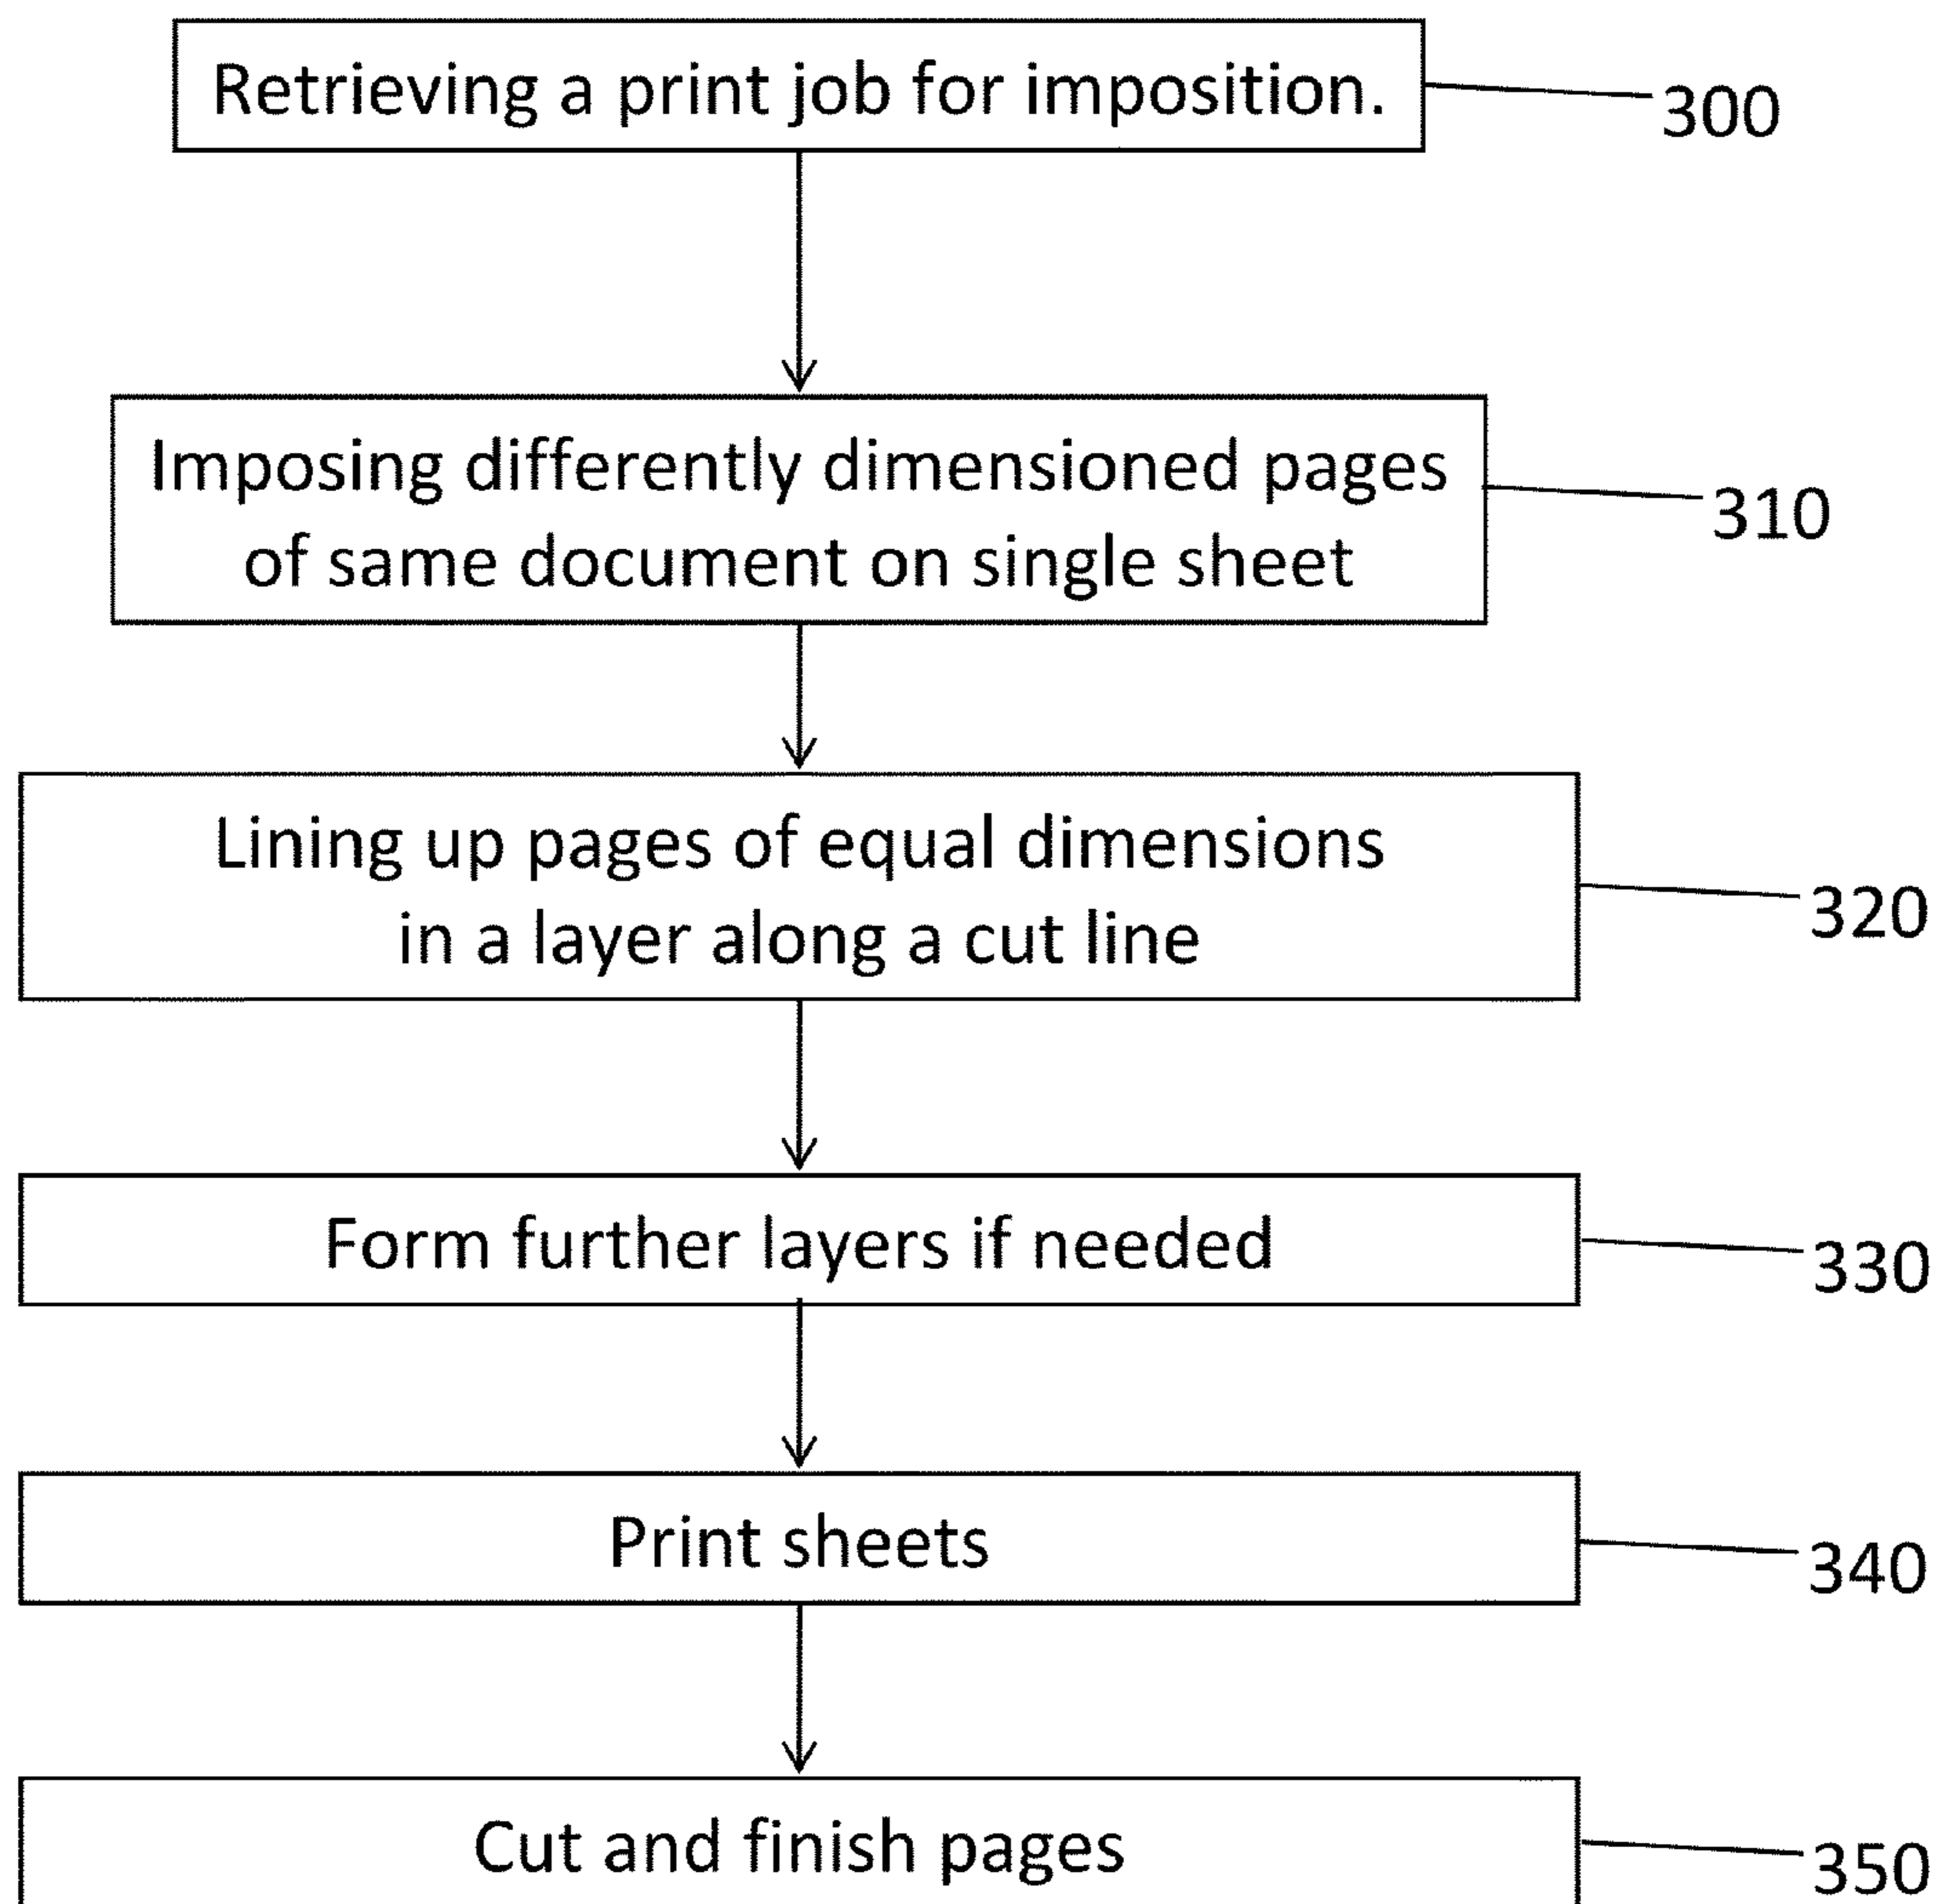 Retrieving a print job for imposition.
300
Imposing differently dimensioned pages
of same document on single sheet
310
Lining up pages of equal dimensions
in a layer along a cut line
320
Form further layers if needed
330
Print sheets
340
Cut and finish pages
350